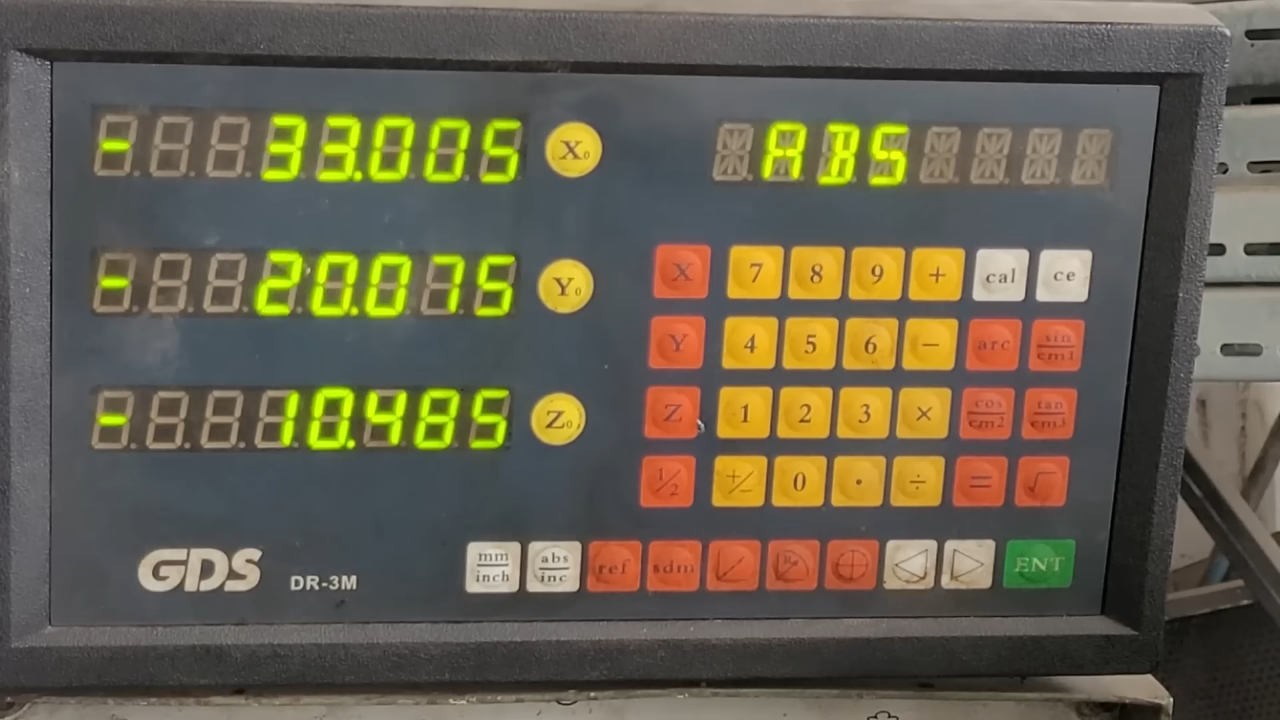 - 33.005 X₀ ABS
- 20.075 Y₀
- 10.485 Z₀
X 7 8 9 + cal ce
Y 4 5 6 − arc sin/cm1
Z 1 2 3 × cos/cm2 tan/cm3
1/2 +/− 0 . ÷ = √
GDS DR-3M
mm/inch abs/inc ref sdm R ENT